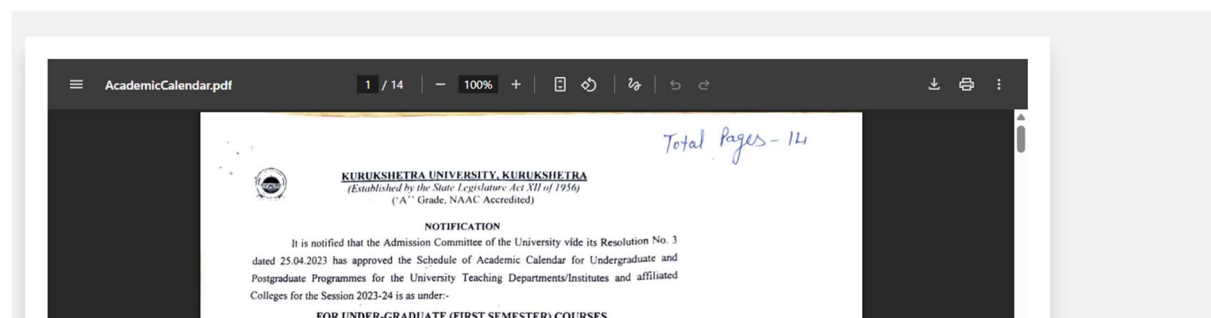 AcademicCalendar.pdf 1 / 14 100%
Total Pages - 14
KURUKSHETRA UNIVERSITY, KURUKSHETRA
(Established by the State Legislature Act XII of 1956)
('A'' Grade, NAAC Accredited)
NOTIFICATION
It is notified that the Admission Committee of the University vide its Resolution No. 3
dated 25.04.2023 has approved the Schedule of Academic Calendar for Undergraduate and
Postgraduate Programmes for the University Teaching Departments/Institutes and affiliated
Colleges for the Session 2023-24 is as under:-
FOR UNDER-GRADUATE (FIRST SEMESTER) COURSES